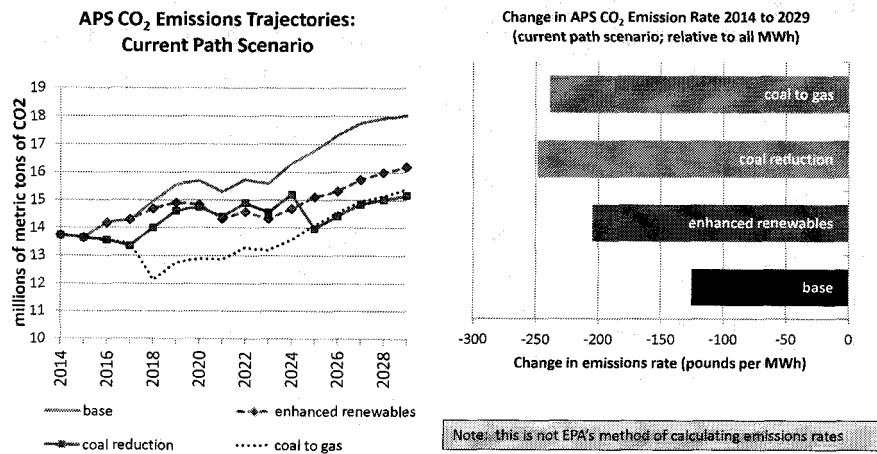 APS CO2 Emissions Trajectories:
Current Path Scenario
millions of metric tons of CO2
19
18
17
16
15
14
13
12
11
10
2014
2016
2018
2020
2022
2024
2026
2028
base
enhanced renewables
coal reduction
coal to gas
Change in APS CO2 Emission Rate 2014 to 2029
(current path scenario; relative to all MWh)
coal to gas
coal reduction
enhanced renewables
base
-300
-250
-200
-150
-100
-50
0
Change in emissions rate (pounds per MWh)
Note: this is not EPA's method of calculating emissions rates